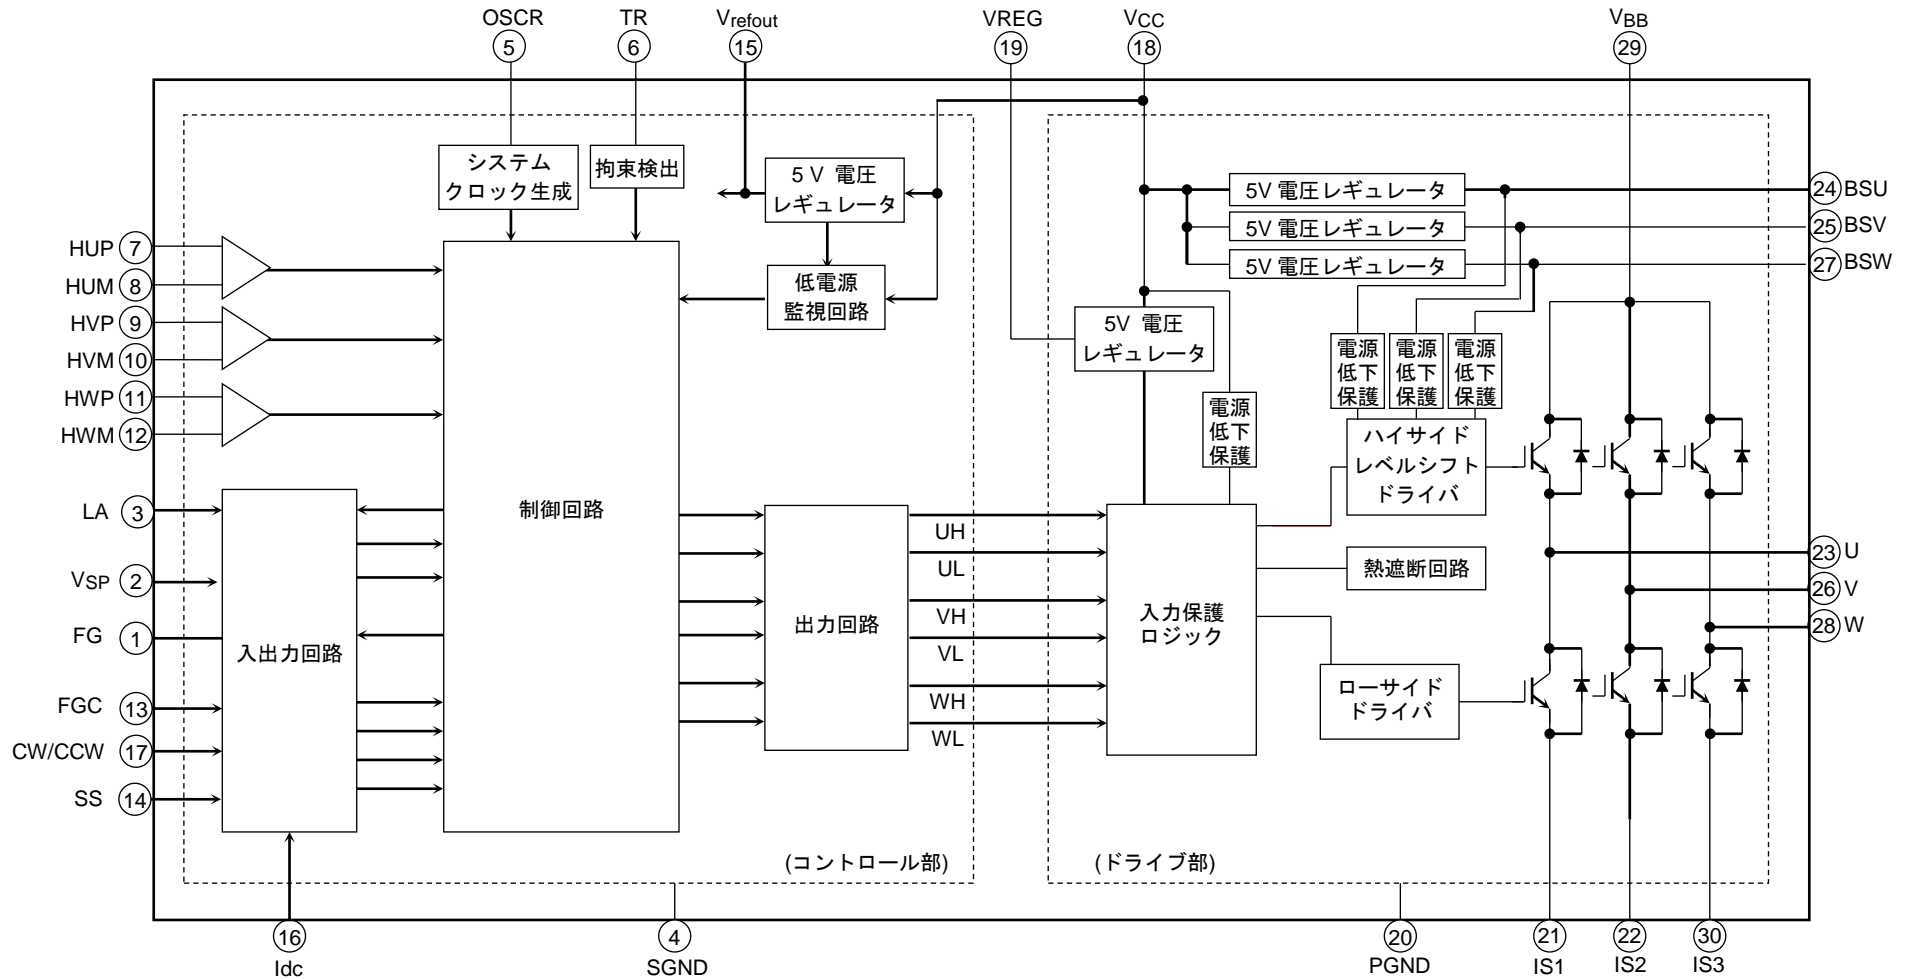 OSCR
TR
Vrefout
VREG
VCC
VBB
5
6
15
19
18
29
システム
クロック生成
拘束検出
5 V 電圧
レギュレータ
低電源
監視回路
5V 電圧レギュレータ
5V 電圧レギュレータ
5V 電圧レギュレータ
24 BSU
25 BSV
27 BSW
HUP 7
HUM 8
HVP 9
HVM 10
HWP 11
HWM 12
5V 電圧
レギュレータ
電源
低下
保護
電源
低下
保護
電源
低下
保護
電源
低下
保護
ハイサイド
レベルシフト
ドライバ
LA 3
VSP 2
FG 1
FGC 13
CW/CCW 17
SS 14
入出力回路
制御回路
出力回路
UH
UL
VH
VL
WH
WL
入力保護
ロジック
熱遮断回路
ローサイド
ドライバ
23 U
26 V
28 W
(コントロール部)
(ドライブ部)
16
4
20
21
22
30
Idc
SGND
PGND
IS1
IS2
IS3